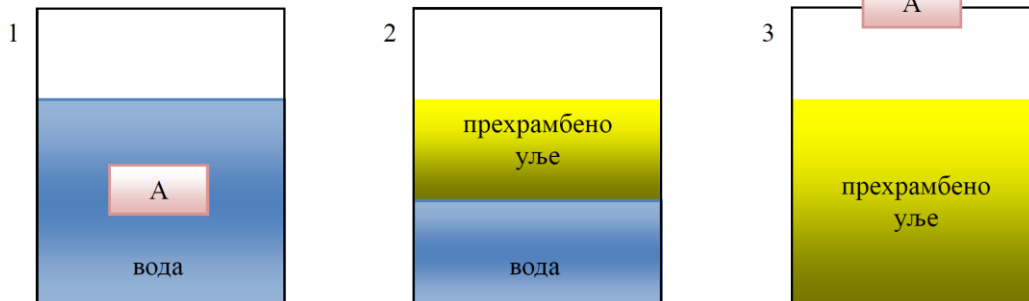 1
A
вода
2
прехрамбено
уље
вода
3
A
прехрамбено
уље